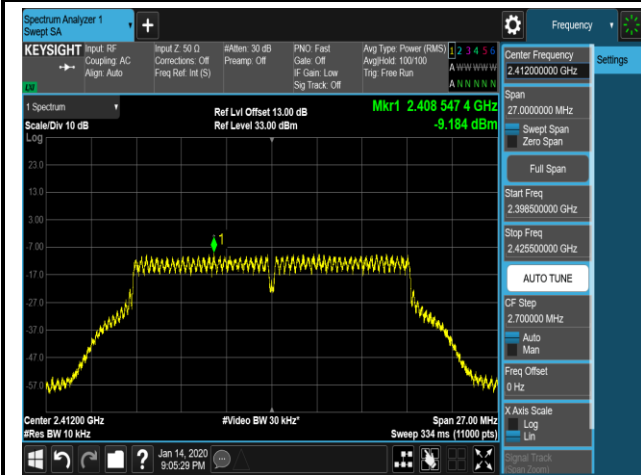 Spectrum Analyzer 1
Swept SA
Frequency
KEYSIGHT Input: RF
Coupling: AC
Align: Auto
Input Z: 50 Ω
Corrections: Off
Freq Ref: Int (S)
#Atten: 30 dB
Preamp: Off
PNO: Fast
Gate: Off
IF Gain: Low
Sig Track: Off
Avg Type: Power (RMS)
Avg|Hold: 100/100
Trig: Free Run
1 2 3 4 5 6
A W W W W W
A N N N N N
Center Frequency
2.412000000 GHz
Settings
Span
27.0000000 MHz
Swept Span
Zero Span
Full Span
Start Freq
2.398500000 GHz
Stop Freq
2.425500000 GHz
AUTO TUNE
CF Step
2.700000 MHz
Auto
Man
Freq Offset
0 Hz
X Axis Scale
Log
Lin
Signal Track
(Span Zoom)
1 Spectrum
Scale/Div 10 dB
Log
Ref Lvl Offset 13.00 dB
Ref Level 33.00 dBm
Mkr1 2.408 547 4 GHz
-9.184 dBm
23.0
13.0
3.00
-7.00
-17.0
-27.0
-37.0
-47.0
-57.0
1
Center 2.41200 GHz
#Res BW 10 kHz
#Video BW 30 kHz*
Span 27.00 MHz
Sweep 334 ms (11000 pts)
Jan 14, 2020
9:05:29 PM